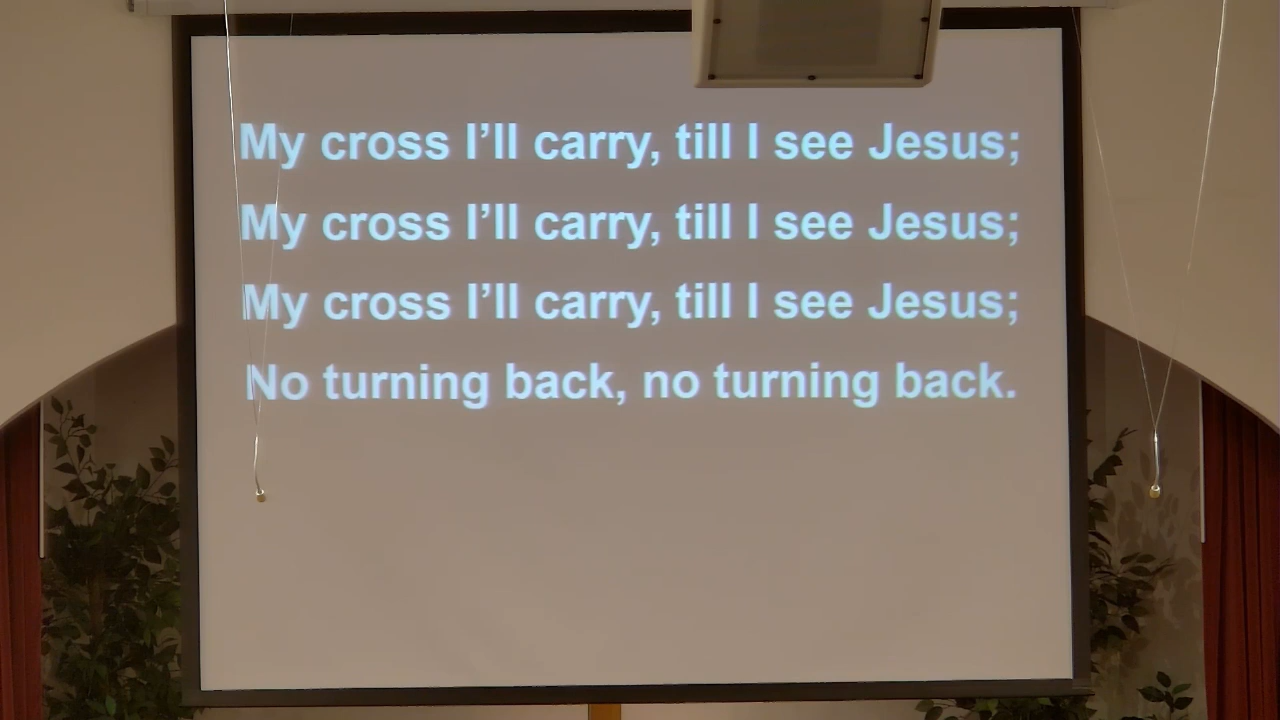 My cross I’ll carry, till I see Jesus;
My cross I’ll carry, till I see Jesus;
My cross I’ll carry, till I see Jesus;
No turning back, no turning back.